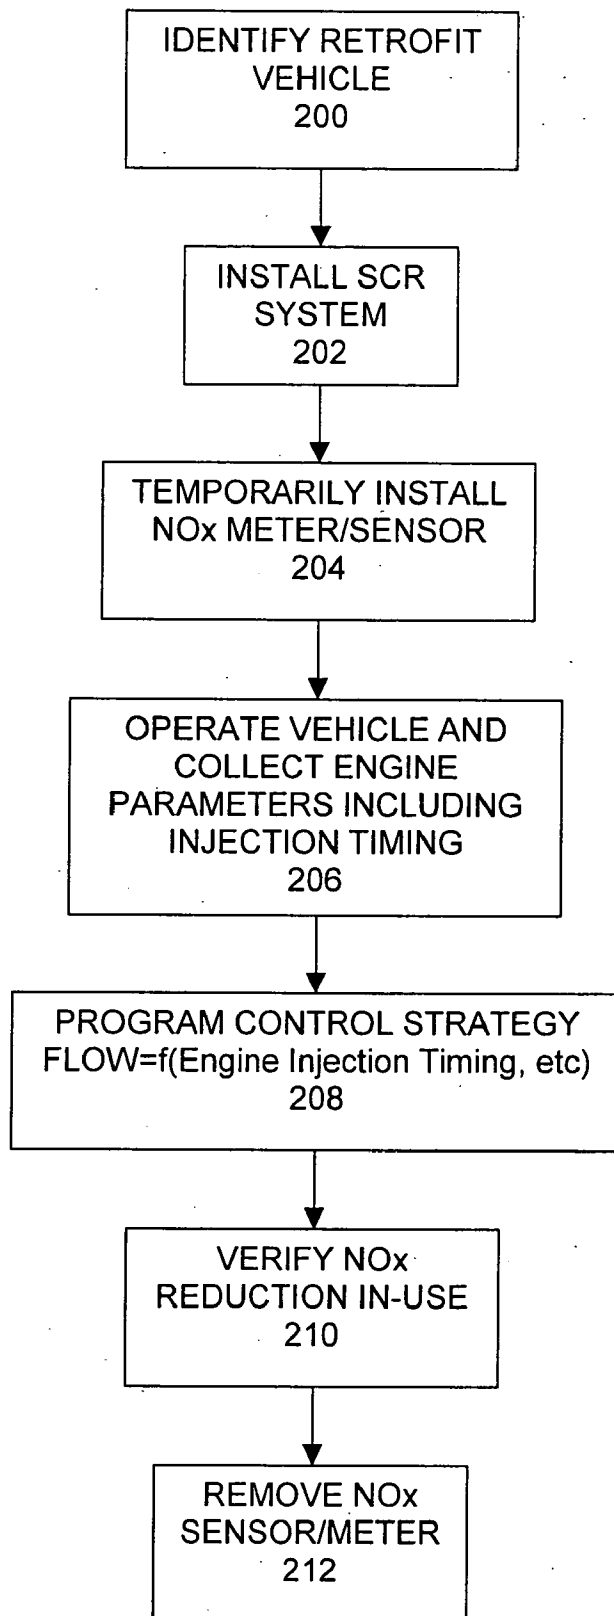 IDENTIFY RETROFIT
VEHICLE
200
INSTALL SCR
SYSTEM
202
TEMPORARILY INSTALL
NOx METER/SENSOR
204
OPERATE VEHICLE AND
COLLECT ENGINE
PARAMETERS INCLUDING
INJECTION TIMING
206
PROGRAM CONTROL STRATEGY
FLOW=f(Engine Injection Timing, etc)
208
VERIFY NOx
REDUCTION IN-USE
210
REMOVE NOx
SENSOR/METER
212